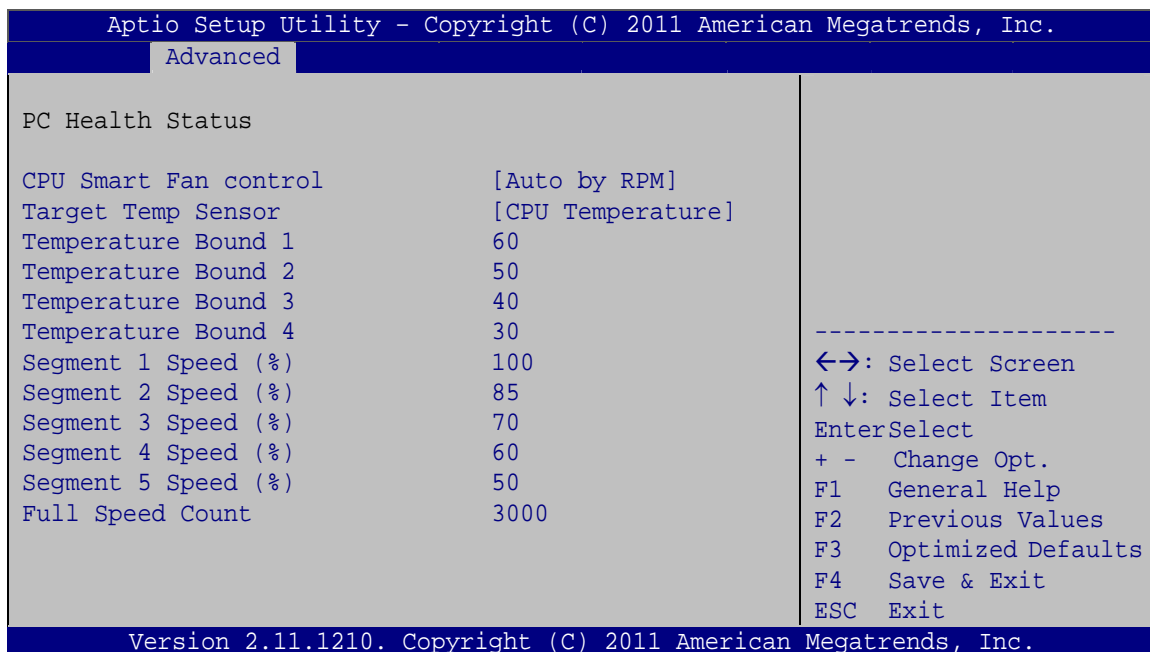 Aptio Setup Utility – Copyright (C) 2011 American Megatrends, Inc.
Advanced
PC Health Status
CPU Smart Fan control [Auto by RPM]
Target Temp Sensor [CPU Temperature]
Temperature Bound 1 60
Temperature Bound 2 50
Temperature Bound 3 40
Temperature Bound 4 30
Segment 1 Speed (%) 100
Segment 2 Speed (%) 85
Segment 3 Speed (%) 70
Segment 4 Speed (%) 60
Segment 5 Speed (%) 50
Full Speed Count 3000
---------------------
←→: Select Screen
↑ ↓: Select Item
EnterSelect
+ - Change Opt.
F1 General Help
F2 Previous Values
F3 Optimized Defaults
F4 Save & Exit
ESC Exit
Version 2.11.1210. Copyright (C) 2011 American Megatrends, Inc.